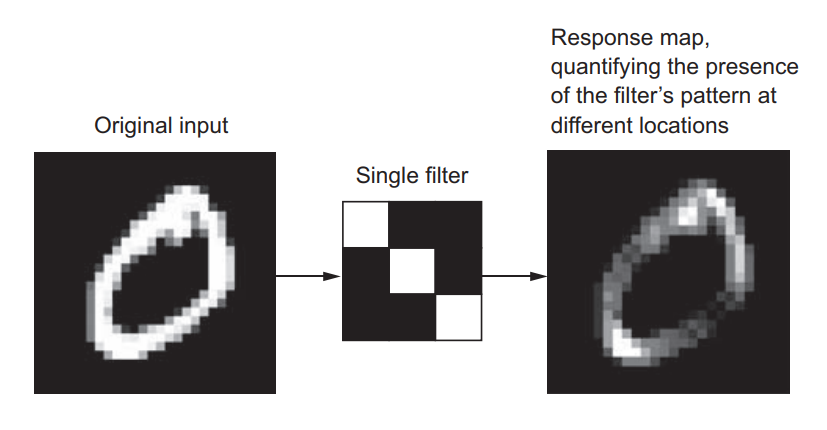 Original input
Single filter
Response map,
quantifying the presence
of the filter’s pattern at
different locations